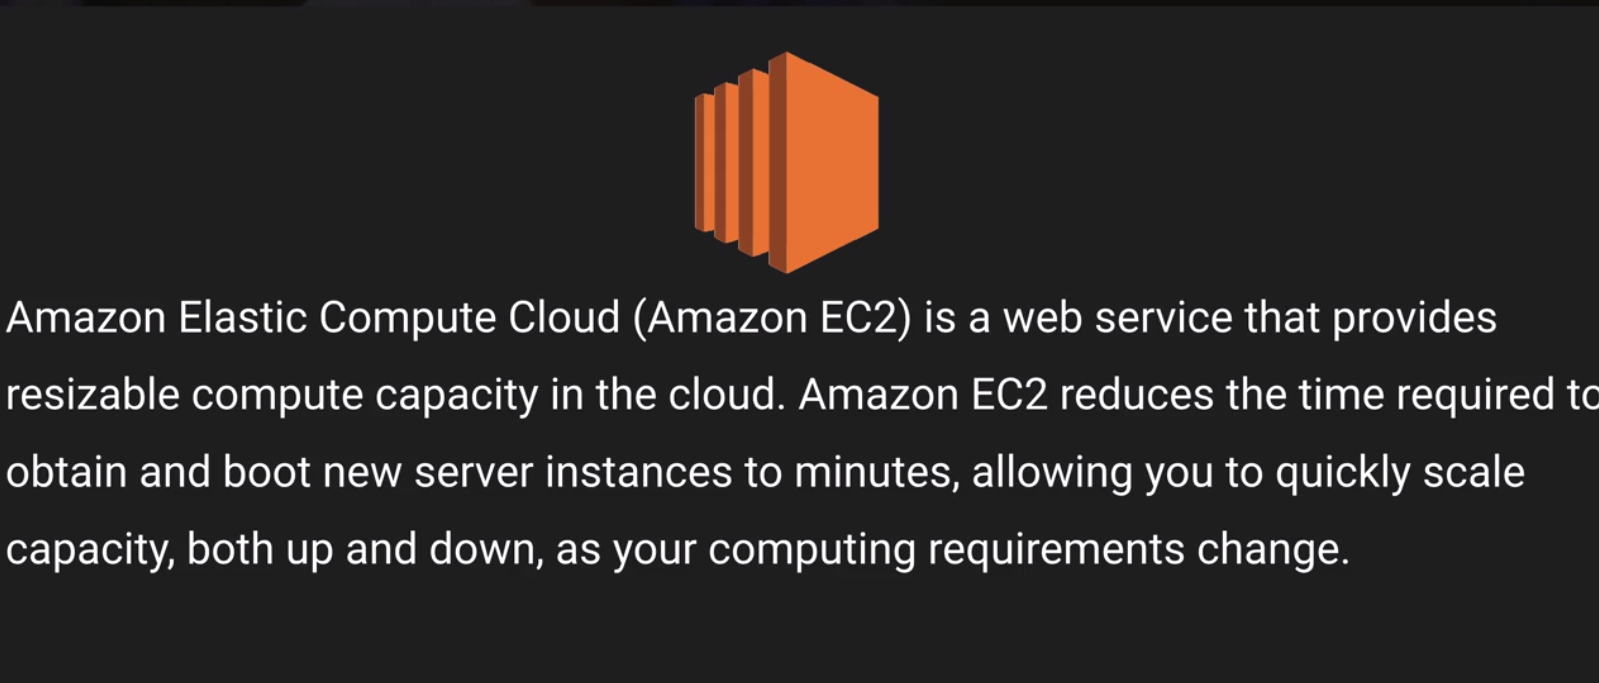 Amazon Elastic Compute Cloud (Amazon EC2) is a web service that provides
resizable compute capacity in the cloud. Amazon EC2 reduces the time required to
obtain and boot new server instances to minutes, allowing you to quickly scale
capacity, both up and down, as your computing requirements change.